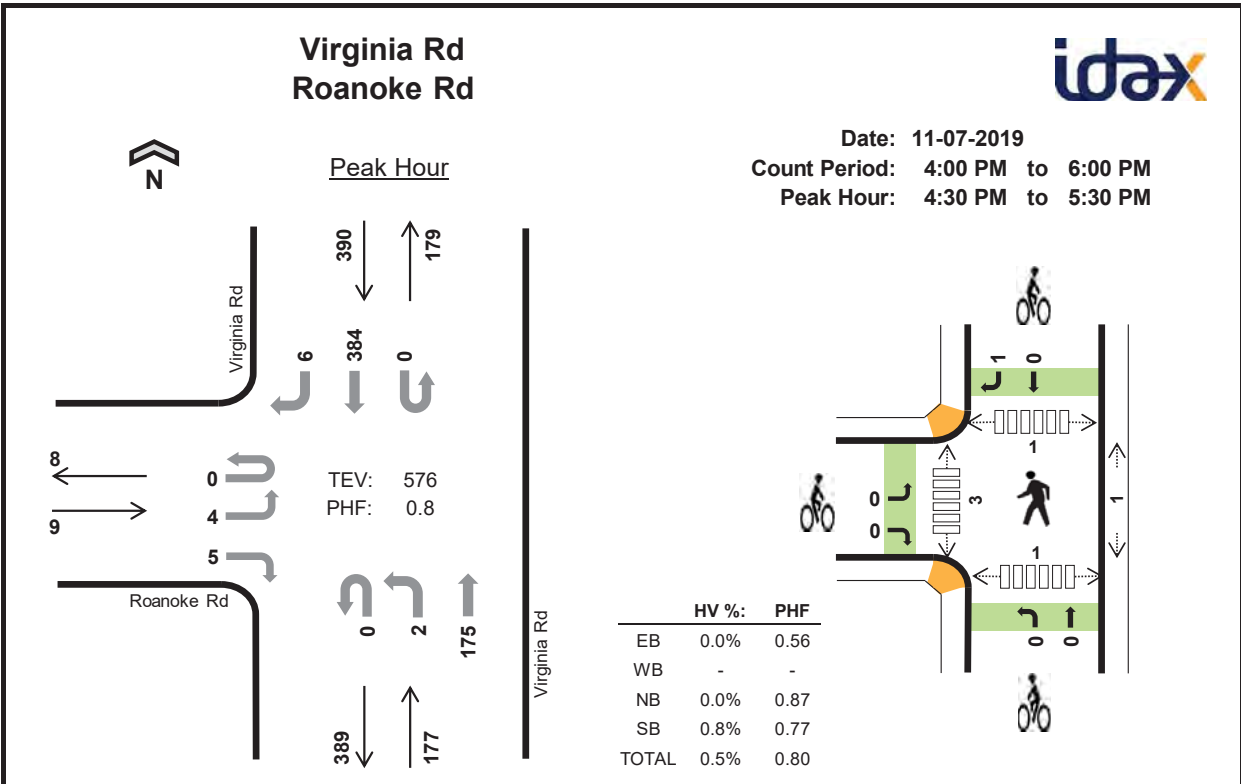 Virginia Rd
Roanoke Rd
idax
Date: 11-07-2019
Count Period: 4:00 PM to 6:00 PM
Peak Hour: 4:30 PM to 5:30 PM
N
Peak Hour
390
179
Virginia Rd
6
384
0
8
0
TEV: 576
4
PHF: 0.8
9
5
Roanoke Rd
0
2
175
Virginia Rd
389
177
HV %: PHF
EB 0.0% 0.56
WB - -
NB 0.0% 0.87
SB 0.8% 0.77
TOTAL 0.5% 0.80
1
0
1
0
0
3
1
1
0
0